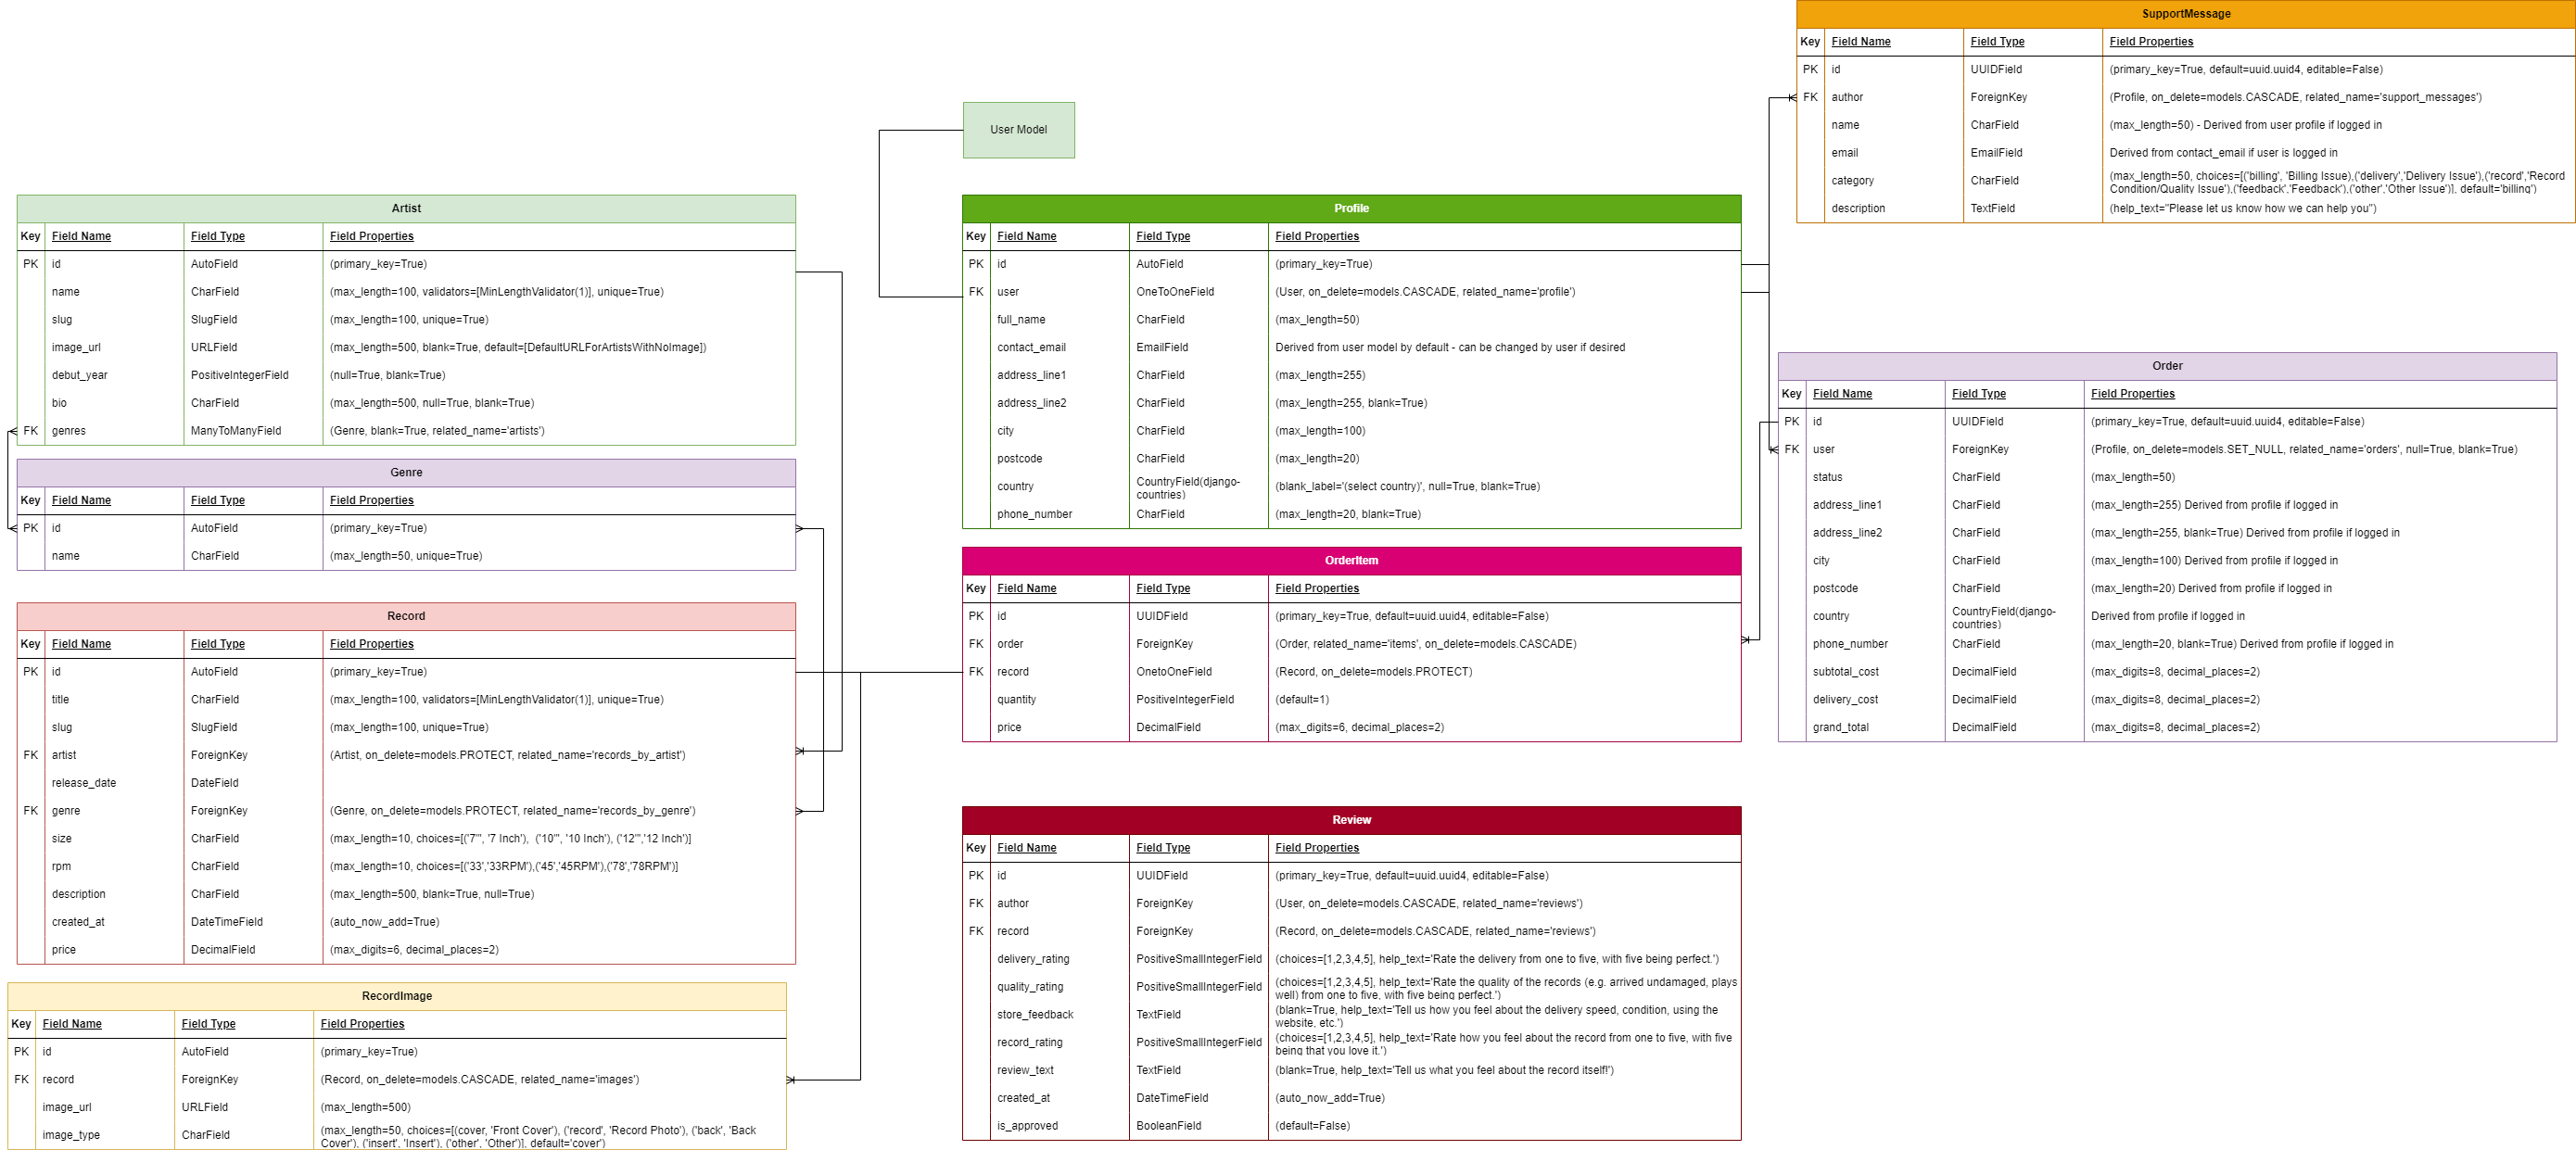 SupportMessage
Key Field Name Field Type Field Properties
PK id UUIDField (primary_key=True, default=uuid.uuid4, editable=False)
FK author ForeignKey (Profile, on_delete=models.CASCADE, related_name='support_messages')
name CharField (max_length=50) - Derived from user profile if logged in
email EmailField Derived from contact_email if user is logged in
category CharField (max_length=50, choices=[('billing', 'Billing Issue),('delivery','Delivery Issue'),('record','Record
Condition/Quality Issue'),('feedback','Feedback'),('other','Other Issue')], default='billing')
description TextField (help_text="Please let us know how we can help you")
User Model
Artist
Key Field Name Field Type Field Properties
PK id AutoField (primary_key=True)
name CharField (max_length=100, validators=[MinLengthValidator(1)], unique=True)
slug SlugField (max_length=100, unique=True)
image_url URLField (max_length=500, blank=True, default=[DefaultURLForArtistsWithNoImage])
debut_year PositiveIntegerField (null=True, blank=True)
bio CharField (max_length=500, null=True, blank=True)
FK genres ManyToManyField (Genre, blank=True, related_name='artists')
Genre
Key Field Name Field Type Field Properties
PK id AutoField (primary_key=True)
name CharField (max_length=50, unique=True)
Record
Key Field Name Field Type Field Properties
PK id AutoField (primary_key=True)
title CharField (max_length=100, validators=[MinLengthValidator(1)], unique=True)
slug SlugField (max_length=100, unique=True)
FK artist ForeignKey (Artist, on_delete=models.PROTECT, related_name='records_by_artist')
release_date DateField
FK genre ForeignKey (Genre, on_delete=models.PROTECT, related_name='records_by_genre')
size CharField (max_length=10, choices=[('7"', '7 Inch'), ('10"', '10 Inch'), ('12"','12 Inch')]
rpm CharField (max_length=10, choices=[('33','33RPM'),('45','45RPM'),('78','78RPM')]
description CharField (max_length=500, blank=True, null=True)
created_at DateTimeField (auto_now_add=True)
price DecimalField (max_digits=6, decimal_places=2)
RecordImage
Key Field Name Field Type Field Properties
PK id AutoField (primary_key=True)
FK record ForeignKey (Record, on_delete=models.CASCADE, related_name='images')
image_url URLField (max_length=500)
image_type CharField (max_length=50, choices=[(cover, 'Front Cover'), ('record', 'Record Photo'), ('back', 'Back
Cover'), ('insert', 'Insert'), ('other', 'Other')], default='cover')
Profile
Key Field Name Field Type Field Properties
PK id AutoField (primary_key=True)
FK user OneToOneField (User, on_delete=models.CASCADE, related_name='profile')
full_name CharField (max_length=50)
contact_email EmailField Derived from user model by default - can be changed by user if desired
address_line1 CharField (max_length=255)
address_line2 CharField (max_length=255, blank=True)
city CharField (max_length=100)
postcode CharField (max_length=20)
country CountryField(django-
countries) (blank_label='(select country)', null=True, blank=True)
phone_number CharField (max_length=20, blank=True)
OrderItem
Key Field Name Field Type Field Properties
PK id UUIDField (primary_key=True, default=uuid.uuid4, editable=False)
FK order ForeignKey (Order, related_name='items', on_delete=models.CASCADE)
FK record OnetoOneField (Record, on_delete=models.PROTECT)
quantity PositiveIntegerField (default=1)
price DecimalField (max_digits=6, decimal_places=2)
Review
Key Field Name Field Type Field Properties
PK id UUIDField (primary_key=True, default=uuid.uuid4, editable=False)
FK author ForeignKey (User, on_delete=models.CASCADE, related_name='reviews')
FK record ForeignKey (Record, on_delete=models.CASCADE, related_name='reviews')
delivery_rating PositiveSmallIntegerField (choices=[1,2,3,4,5], help_text='Rate the delivery from one to five, with five being perfect.')
quality_rating PositiveSmallIntegerField (choices=[1,2,3,4,5], help_text='Rate the quality of the records (e.g. arrived undamaged, plays
well) from one to five, with five being perfect.')
store_feedback TextField (blank=True, help_text='Tell us how you feel about the delivery speed, condition, using the
website, etc.')
record_rating PositiveSmallIntegerField (choices=[1,2,3,4,5], help_text='Rate how you feel about the record from one to five, with five
being that you love it.')
review_text TextField (blank=True, help_text='Tell us what you feel about the record itself!')
created_at DateTimeField (auto_now_add=True)
is_approved BooleanField (default=False)
Order
Key Field Name Field Type Field Properties
PK id UUIDField (primary_key=True, default=uuid.uuid4, editable=False)
FK user ForeignKey (Profile, on_delete=models.SET_NULL, related_name='orders', null=True, blank=True)
status CharField (max_length=50)
address_line1 CharField (max_length=255) Derived from profile if logged in
address_line2 CharField (max_length=255, blank=True) Derived from profile if logged in
city CharField (max_length=100) Derived from profile if logged in
postcode CharField (max_length=20) Derived from profile if logged in
country CountryField(django-
countries) Derived from profile if logged in
phone_number CharField (max_length=20, blank=True) Derived from profile if logged in
subtotal_cost DecimalField (max_digits=8, decimal_places=2)
delivery_cost DecimalField (max_digits=8, decimal_places=2)
grand_total DecimalField (max_digits=8, decimal_places=2)